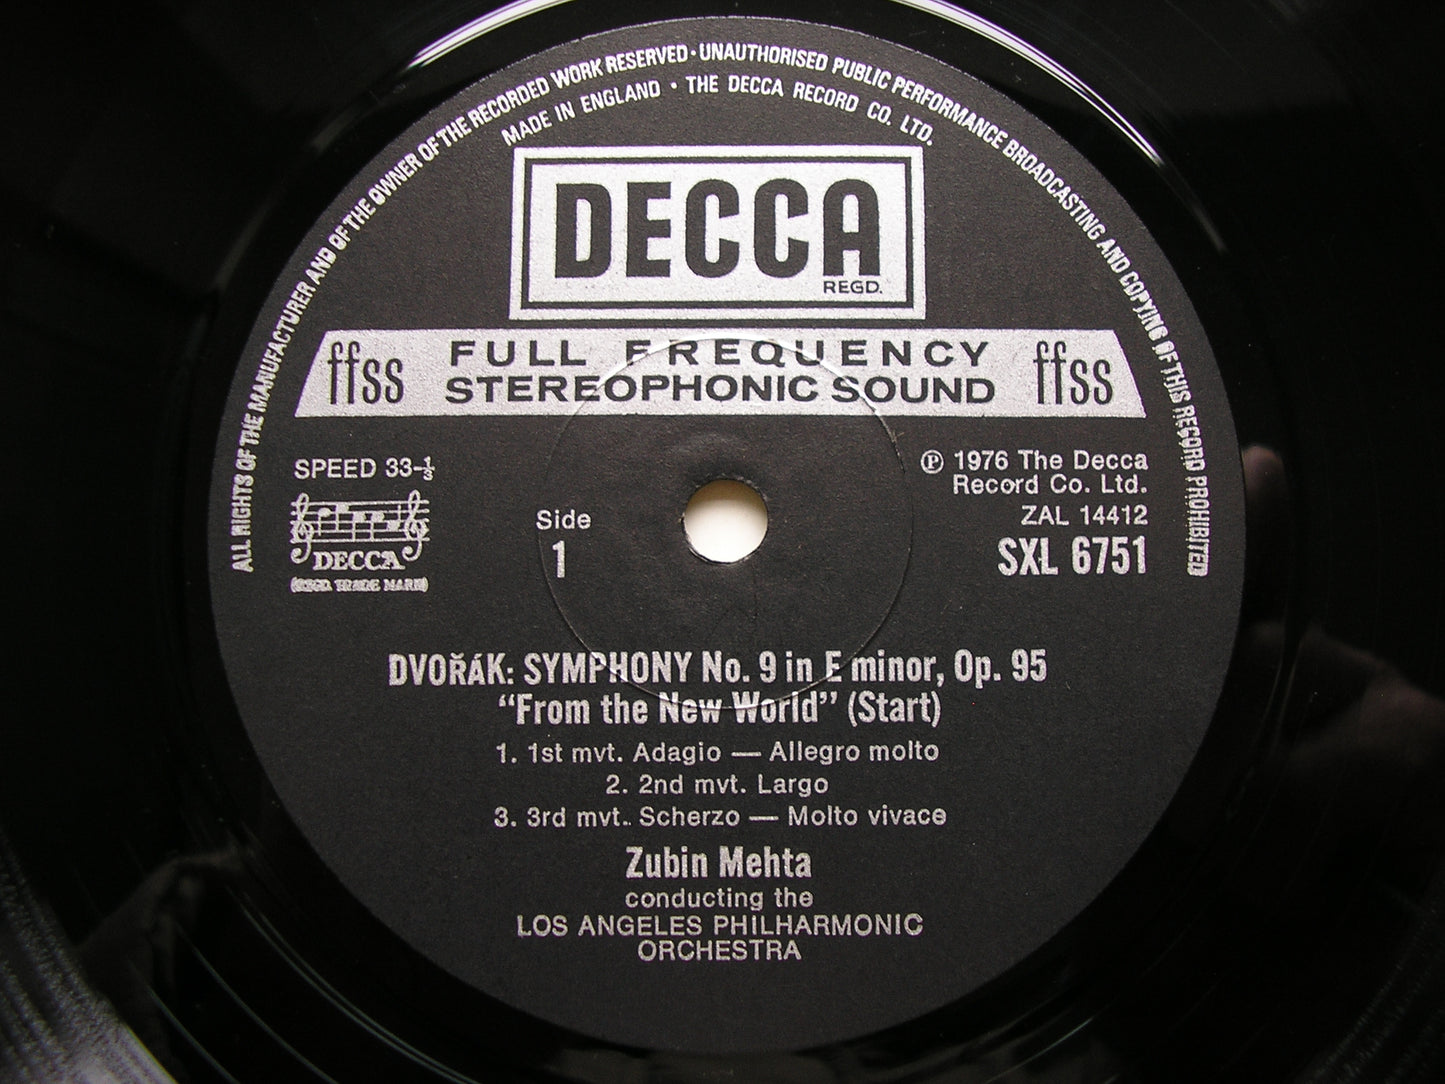 ALL RIGHTS OF THE MANUFACTURER AND OF THE OWNER OF THE RECORDED WORK RESERVED · UNAUTHORISED PUBLIC PERFORMANCE BROADCASTING AND COPYING OF THIS RECORD PROHIBITED
MADE IN ENGLAND · THE DECCA RECORD CO. LTD.
DECCA
REGD.
ffss FULL FREQUENCY STEREOPHONIC SOUND ffss
SPEED 33-⅓
DECCA
(REGD. TRADE MARK)
Side
1
℗ 1976 The Decca
Record Co. Ltd.
ZAL 14412
SXL 6751
DVOŘÁK: SYMPHONY No. 9 in E minor, Op. 95
“From the New World” (Start)
1. 1st mvt. Adagio — Allegro molto
2. 2nd mvt. Largo
3. 3rd mvt. Scherzo — Molto vivace
Zubin Mehta
conducting the
LOS ANGELES PHILHARMONIC
ORCHESTRA